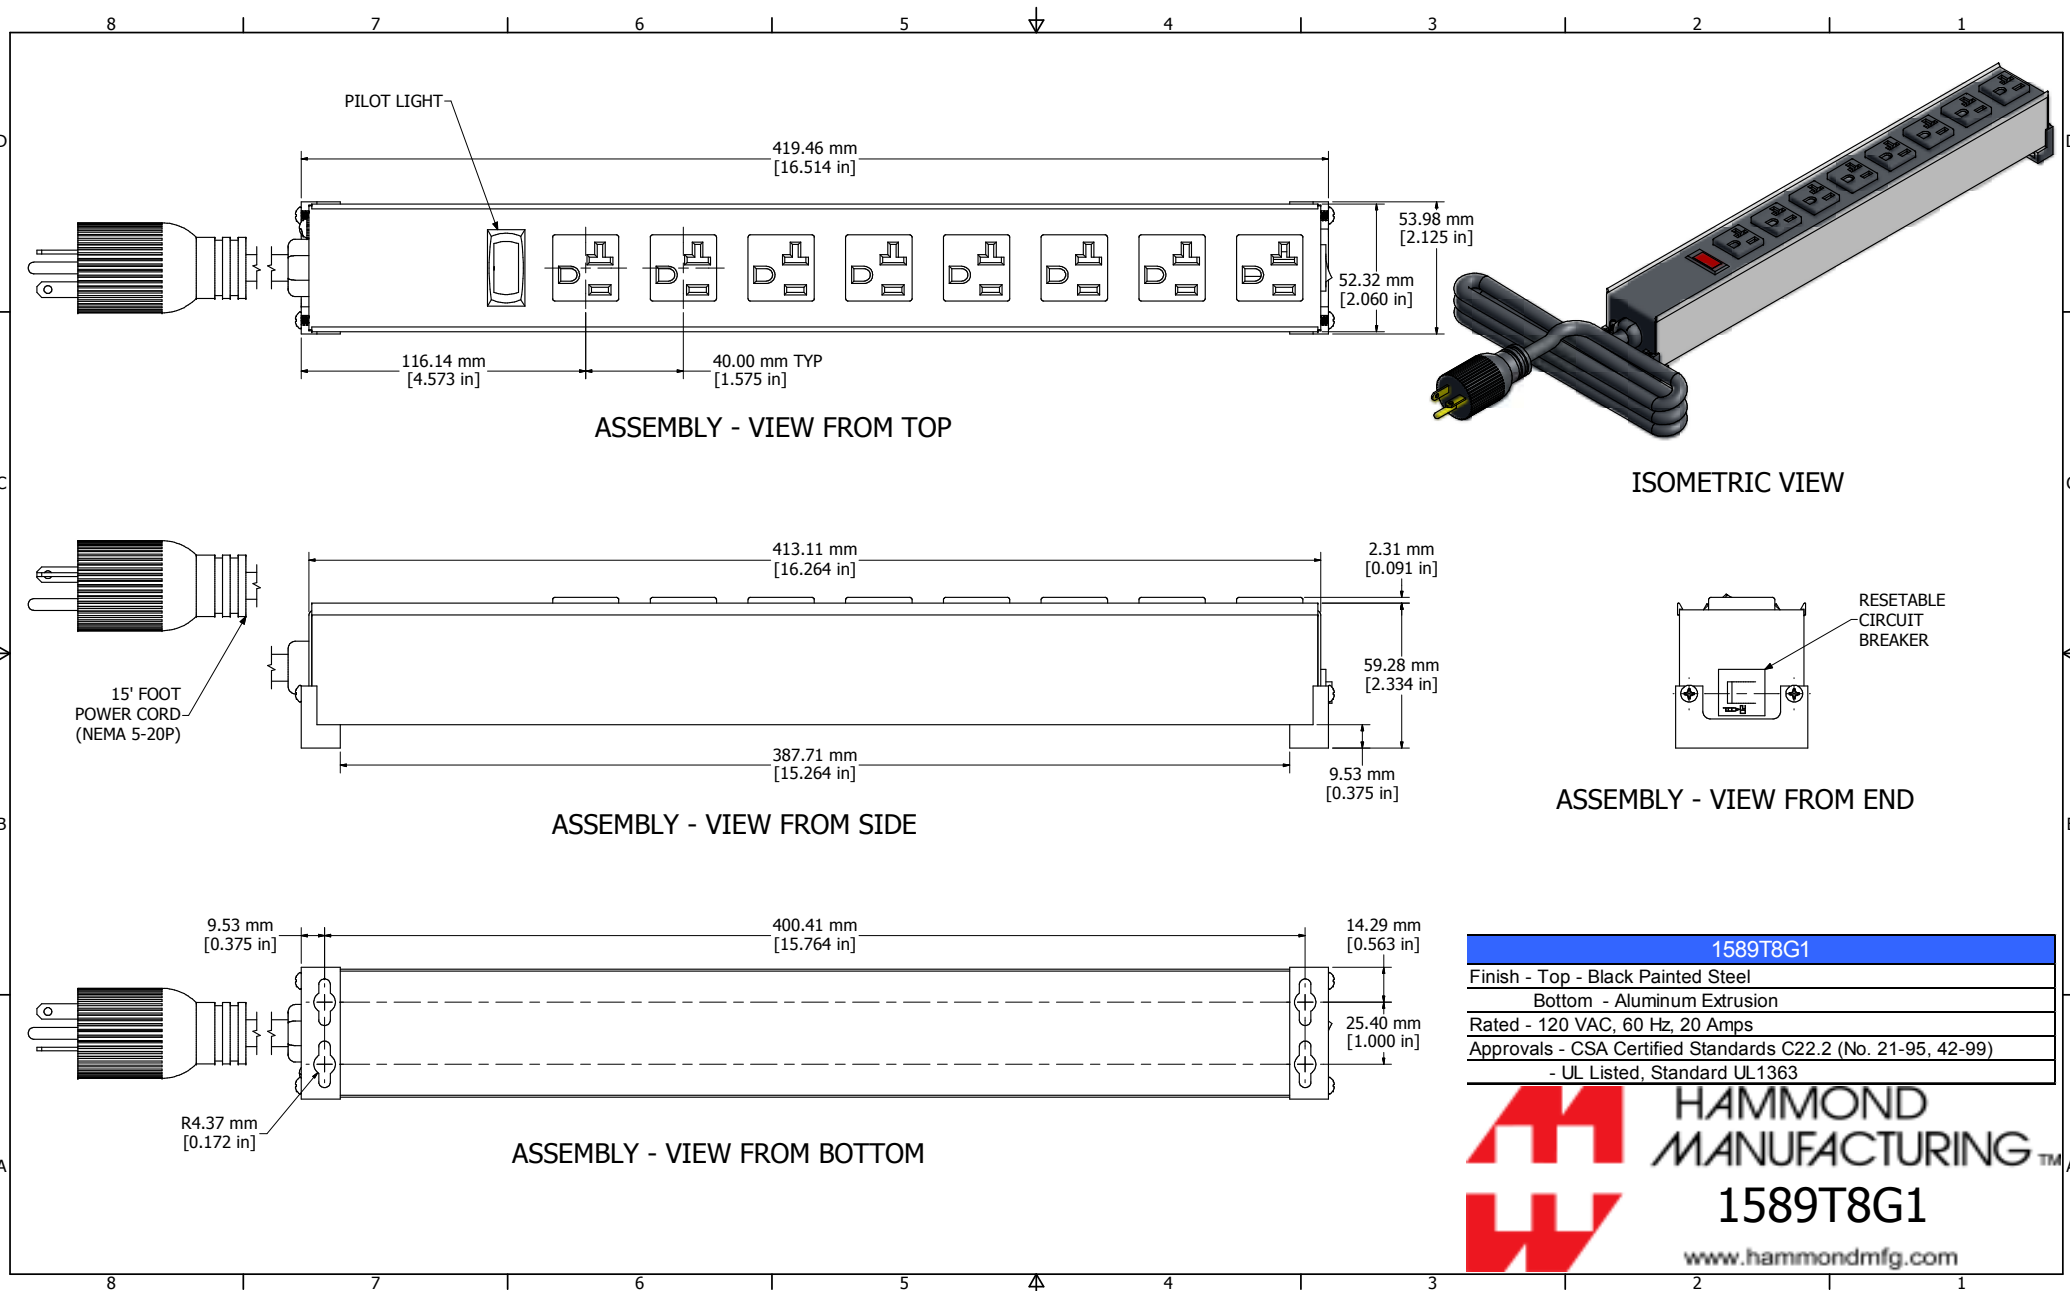 8 7 6 5 4 3 2 1
D
D
PILOT LIGHT
419.46 mm
[16.514 in]
53.98 mm
[2.125 in]
52.32 mm
[2.060 in]
116.14 mm
[4.573 in]
40.00 mm TYP
[1.575 in]
ASSEMBLY - VIEW FROM TOP
ISOMETRIC VIEW
C
C
413.11 mm
[16.264 in]
2.31 mm
[0.091 in]
59.28 mm
[2.334 in]
15' FOOT
POWER CORD
(NEMA 5-20P)
387.71 mm
[15.264 in]
9.53 mm
[0.375 in]
ASSEMBLY - VIEW FROM SIDE
RESETABLE
CIRCUIT
BREAKER
ASSEMBLY - VIEW FROM END
B
B
9.53 mm
[0.375 in]
400.41 mm
[15.764 in]
14.29 mm
[0.563 in]
25.40 mm
[1.000 in]
R4.37 mm
[0.172 in]
ASSEMBLY - VIEW FROM BOTTOM
1589T8G1
Finish - Top - Black Painted Steel
Bottom - Aluminum Extrusion
Rated - 120 VAC, 60 Hz, 20 Amps
Approvals - CSA Certified Standards C22.2 (No. 21-95, 42-99)
- UL Listed, Standard UL1363
HAMMOND
MANUFACTURING TM
1589T8G1
www.hammondmfg.com
A
A
8 7 6 5 4 3 2 1